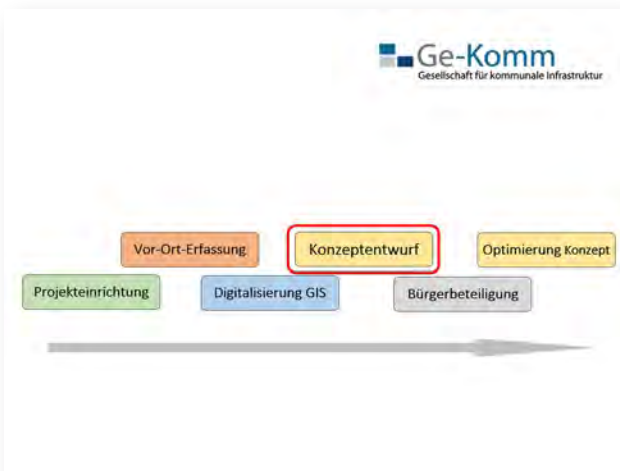 Ge-Komm
Gesellschaft für kommunale Infrastruktur
Vor-Ort-Erfassung
Konzeptentwurf
Optimierung Konzept
Projekteinrichtung
Digitalisierung GIS
Bürgerbeteiligung